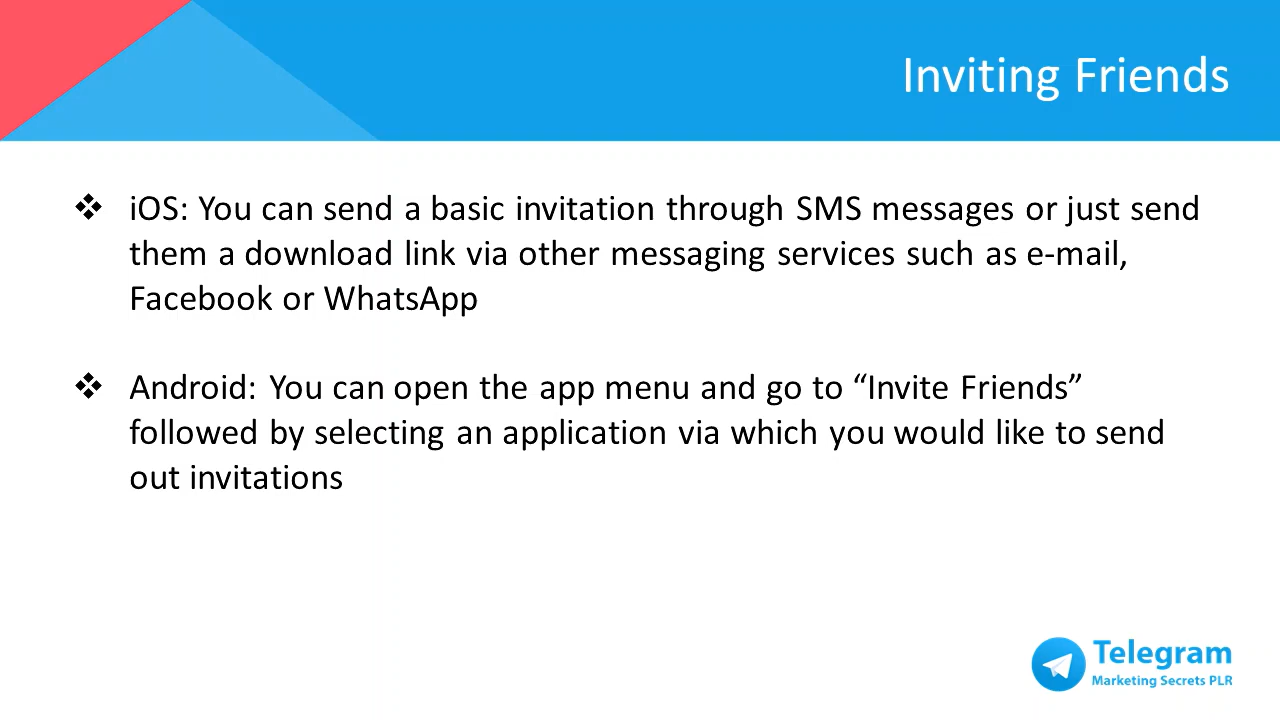 Inviting Friends
❖ iOS: You can send a basic invitation through SMS messages or just send
them a download link via other messaging services such as e-mail,
Facebook or WhatsApp
❖ Android: You can open the app menu and go to “Invite Friends”
followed by selecting an application via which you would like to send
out invitations
Telegram
Marketing Secrets PLR